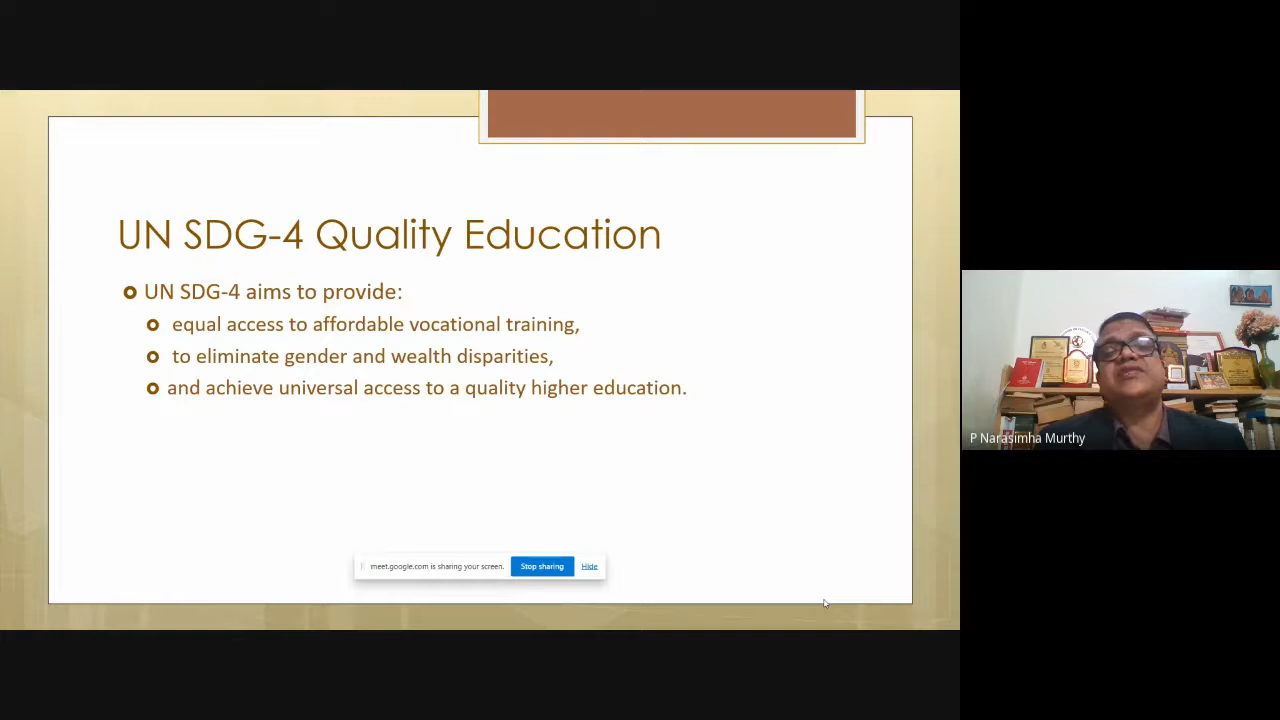 UN SDG-4 Quality Education
UN SDG-4 aims to provide:
equal access to affordable vocational training,
to eliminate gender and wealth disparities,
and achieve universal access to a quality higher education.
meet.google.com is sharing your screen. Stop sharing Hide
P Narasimha Murthy